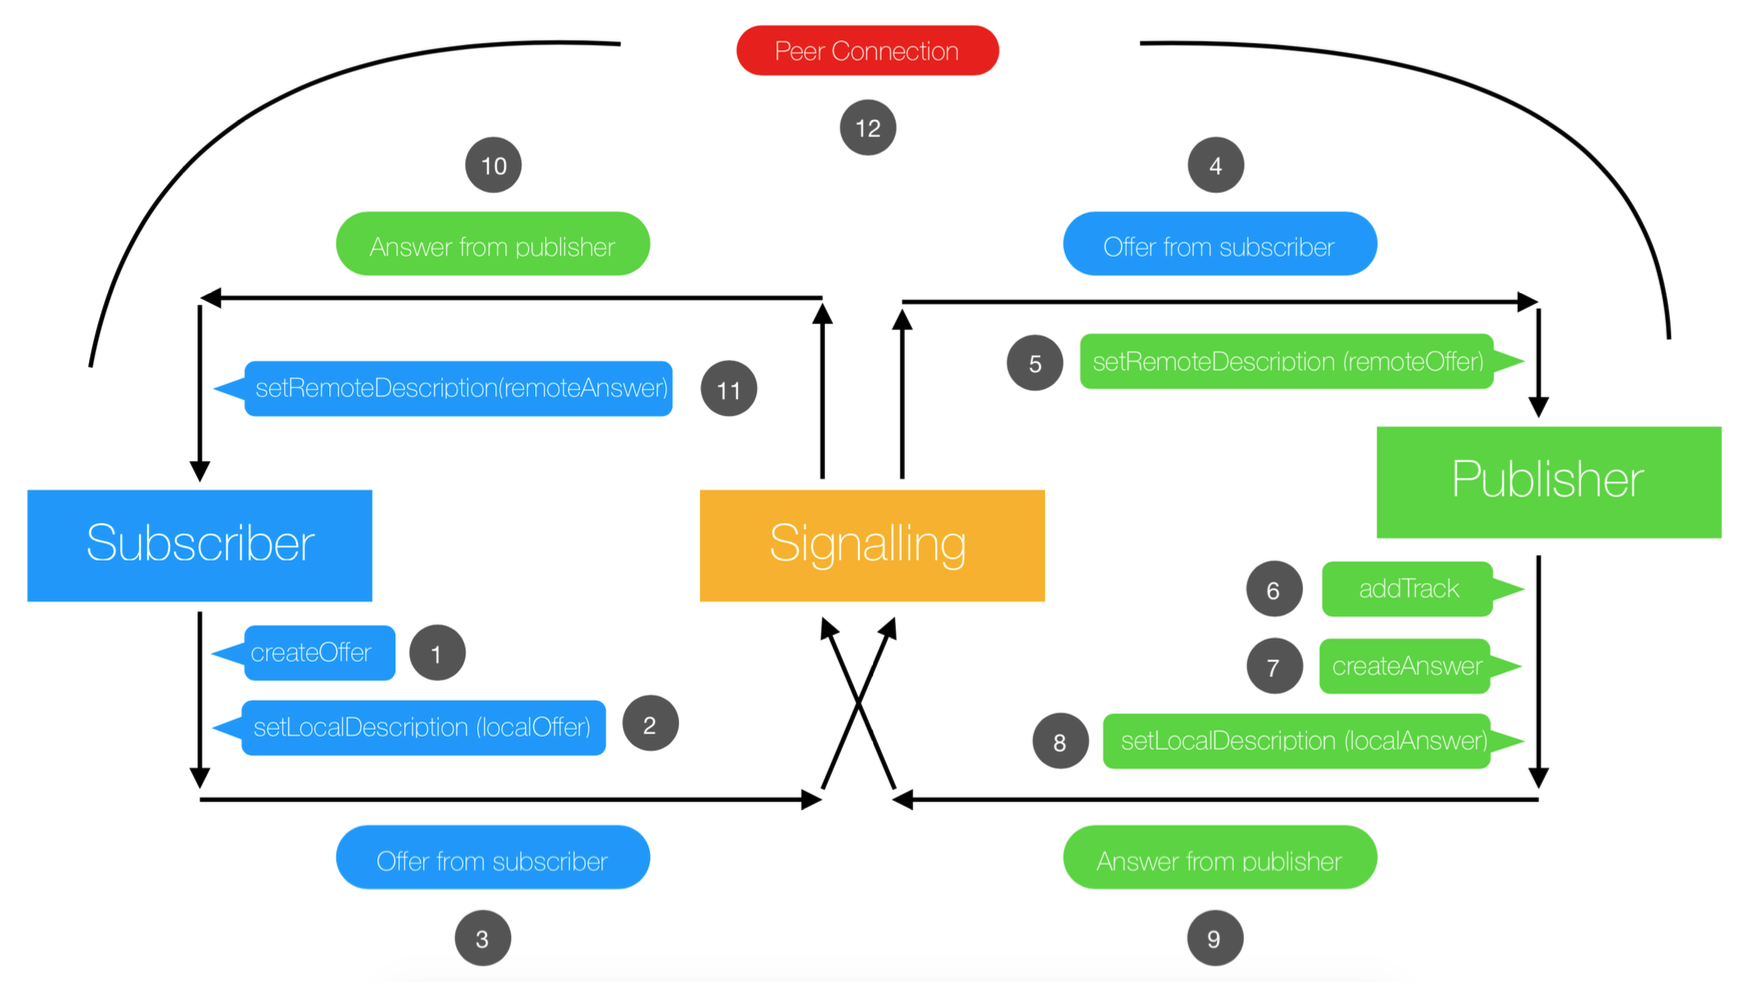 Peer Connection
12
10
4
Answer from publisher
Offer from subscriber
setRemoteDescription(remoteAnswer)
11
5
setRemoteDescription (remoteOffer)
Publisher
Subscriber
Signalling
6
addTrack
createOffer
1
7
createAnswer
setLocalDescription (localOffer)
2
8
setLocalDescription (localAnswer)
Offer from subscriber
Answer from publisher
3
9